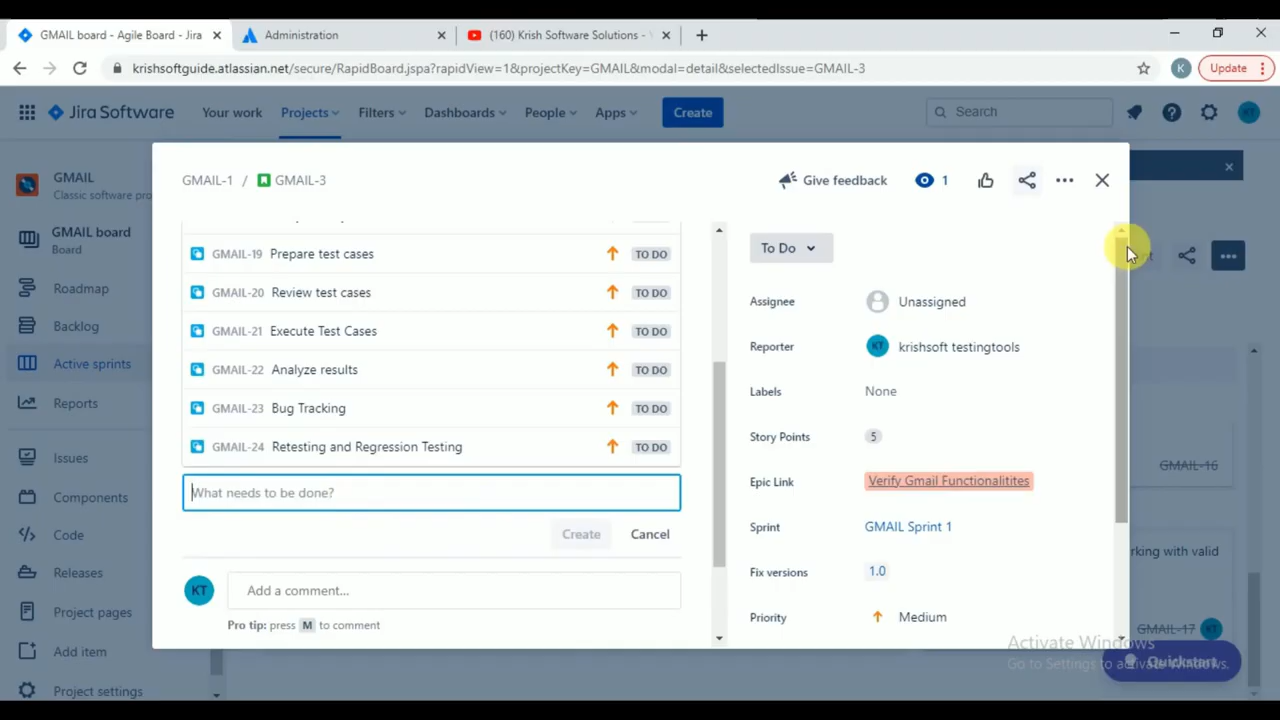 GMAIL board - Agile Board - Jira
Administration
(160) Krish Software Solutions -
krishsoftguide.atlassian.net/secure/RapidBoard.jspa?rapidView=1&projectKey=GMAIL&modal=detail&selectedIssue=GMAIL-3
K
Update
Jira Software
Your work
Projects
Filters
Dashboards
People
Apps
Create
Search
KT
GMAIL
Classic software pro
GMAIL board
Board
Roadmap
Backlog
Active sprints
Reports
Issues
Components
Code
Releases
Project pages
Add item
Project settings
GMAIL-1 / GMAIL-3
Give feedback
1
GMAIL-19 Prepare test cases TO DO
GMAIL-20 Review test cases TO DO
GMAIL-21 Execute Test Cases TO DO
GMAIL-22 Analyze results TO DO
GMAIL-23 Bug Tracking TO DO
GMAIL-24 Retesting and Regression Testing TO DO
What needs to be done?
Create
Cancel
KT
Add a comment...
Pro tip: press M to comment
To Do
Assignee Unassigned
Reporter KT krishsoft testingtools
Labels None
Story Points 5
Epic Link Verify Gmail Functionalitites
Sprint GMAIL Sprint 1
Fix versions 1.0
Priority Medium
GMAIL-16
rking with valid
GMAIL-17 KT
Quickstart
Activate Windows
Go to Settings to activate Windows.